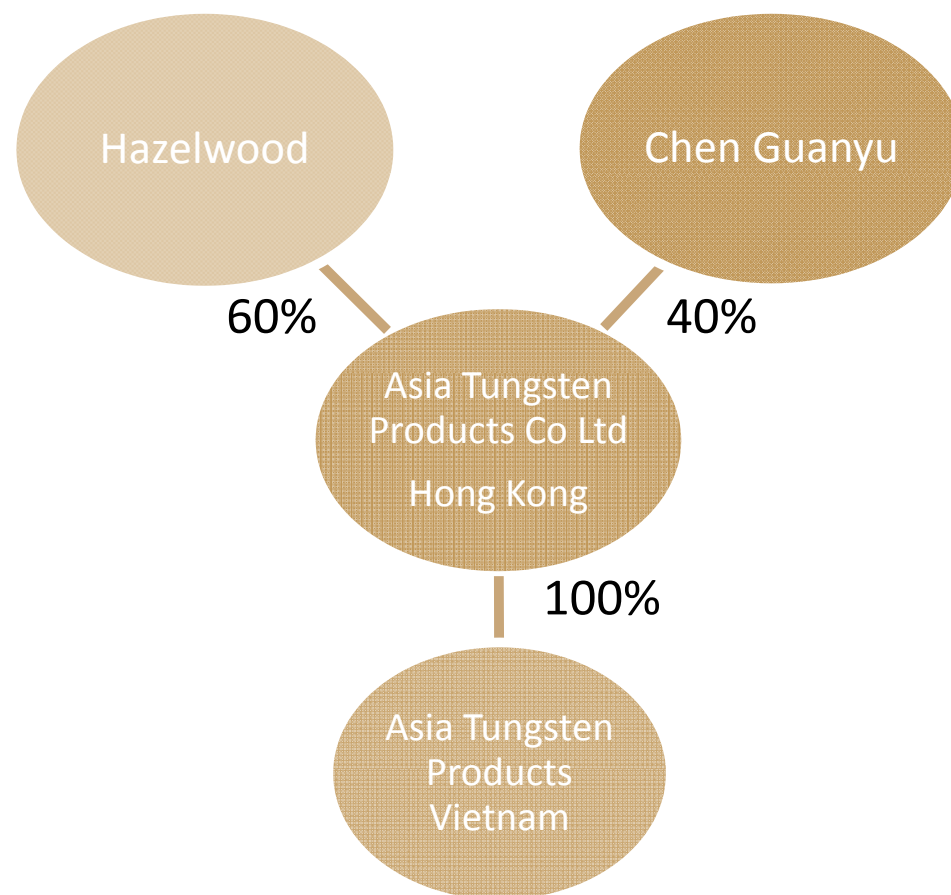 Hazelwood
Chen Guanyu
60%
40%
Asia Tungsten
Products Co Ltd
Hong Kong
100%
Asia Tungsten
Products
Vietnam